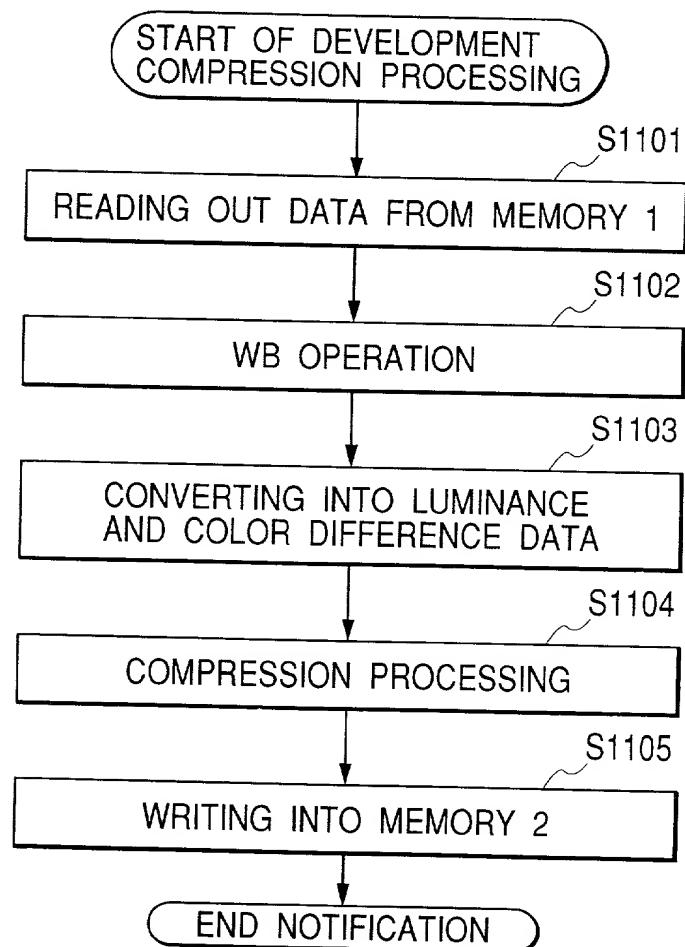 START OF DEVELOPMENT
COMPRESSION PROCESSING
S1101
READING OUT DATA FROM MEMORY 1
S1102
WB OPERATION
S1103
CONVERTING INTO LUMINANCE
AND COLOR DIFFERENCE DATA
S1104
COMPRESSION PROCESSING
S1105
WRITING INTO MEMORY 2
END NOTIFICATION